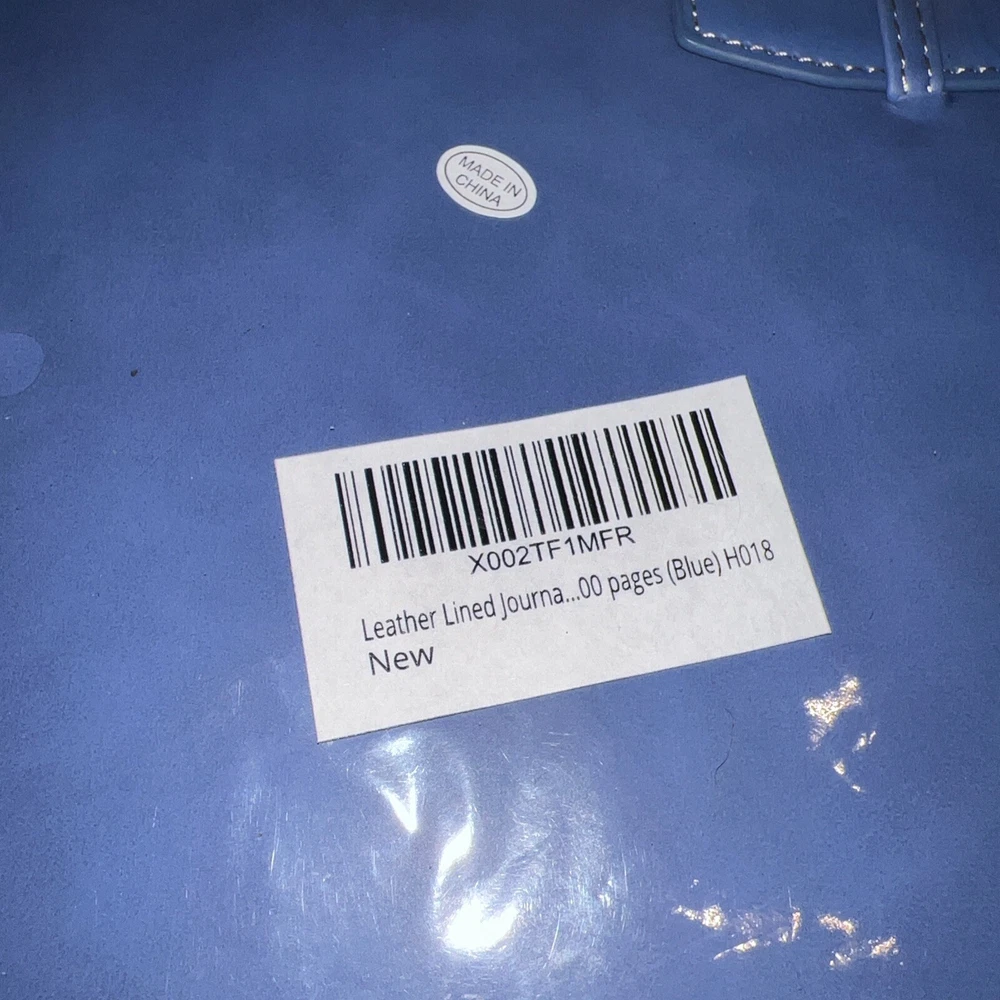 MADE IN
CHINA
X002TF1MFR
Leather Lined Journa...00 pages (Blue) H018
New